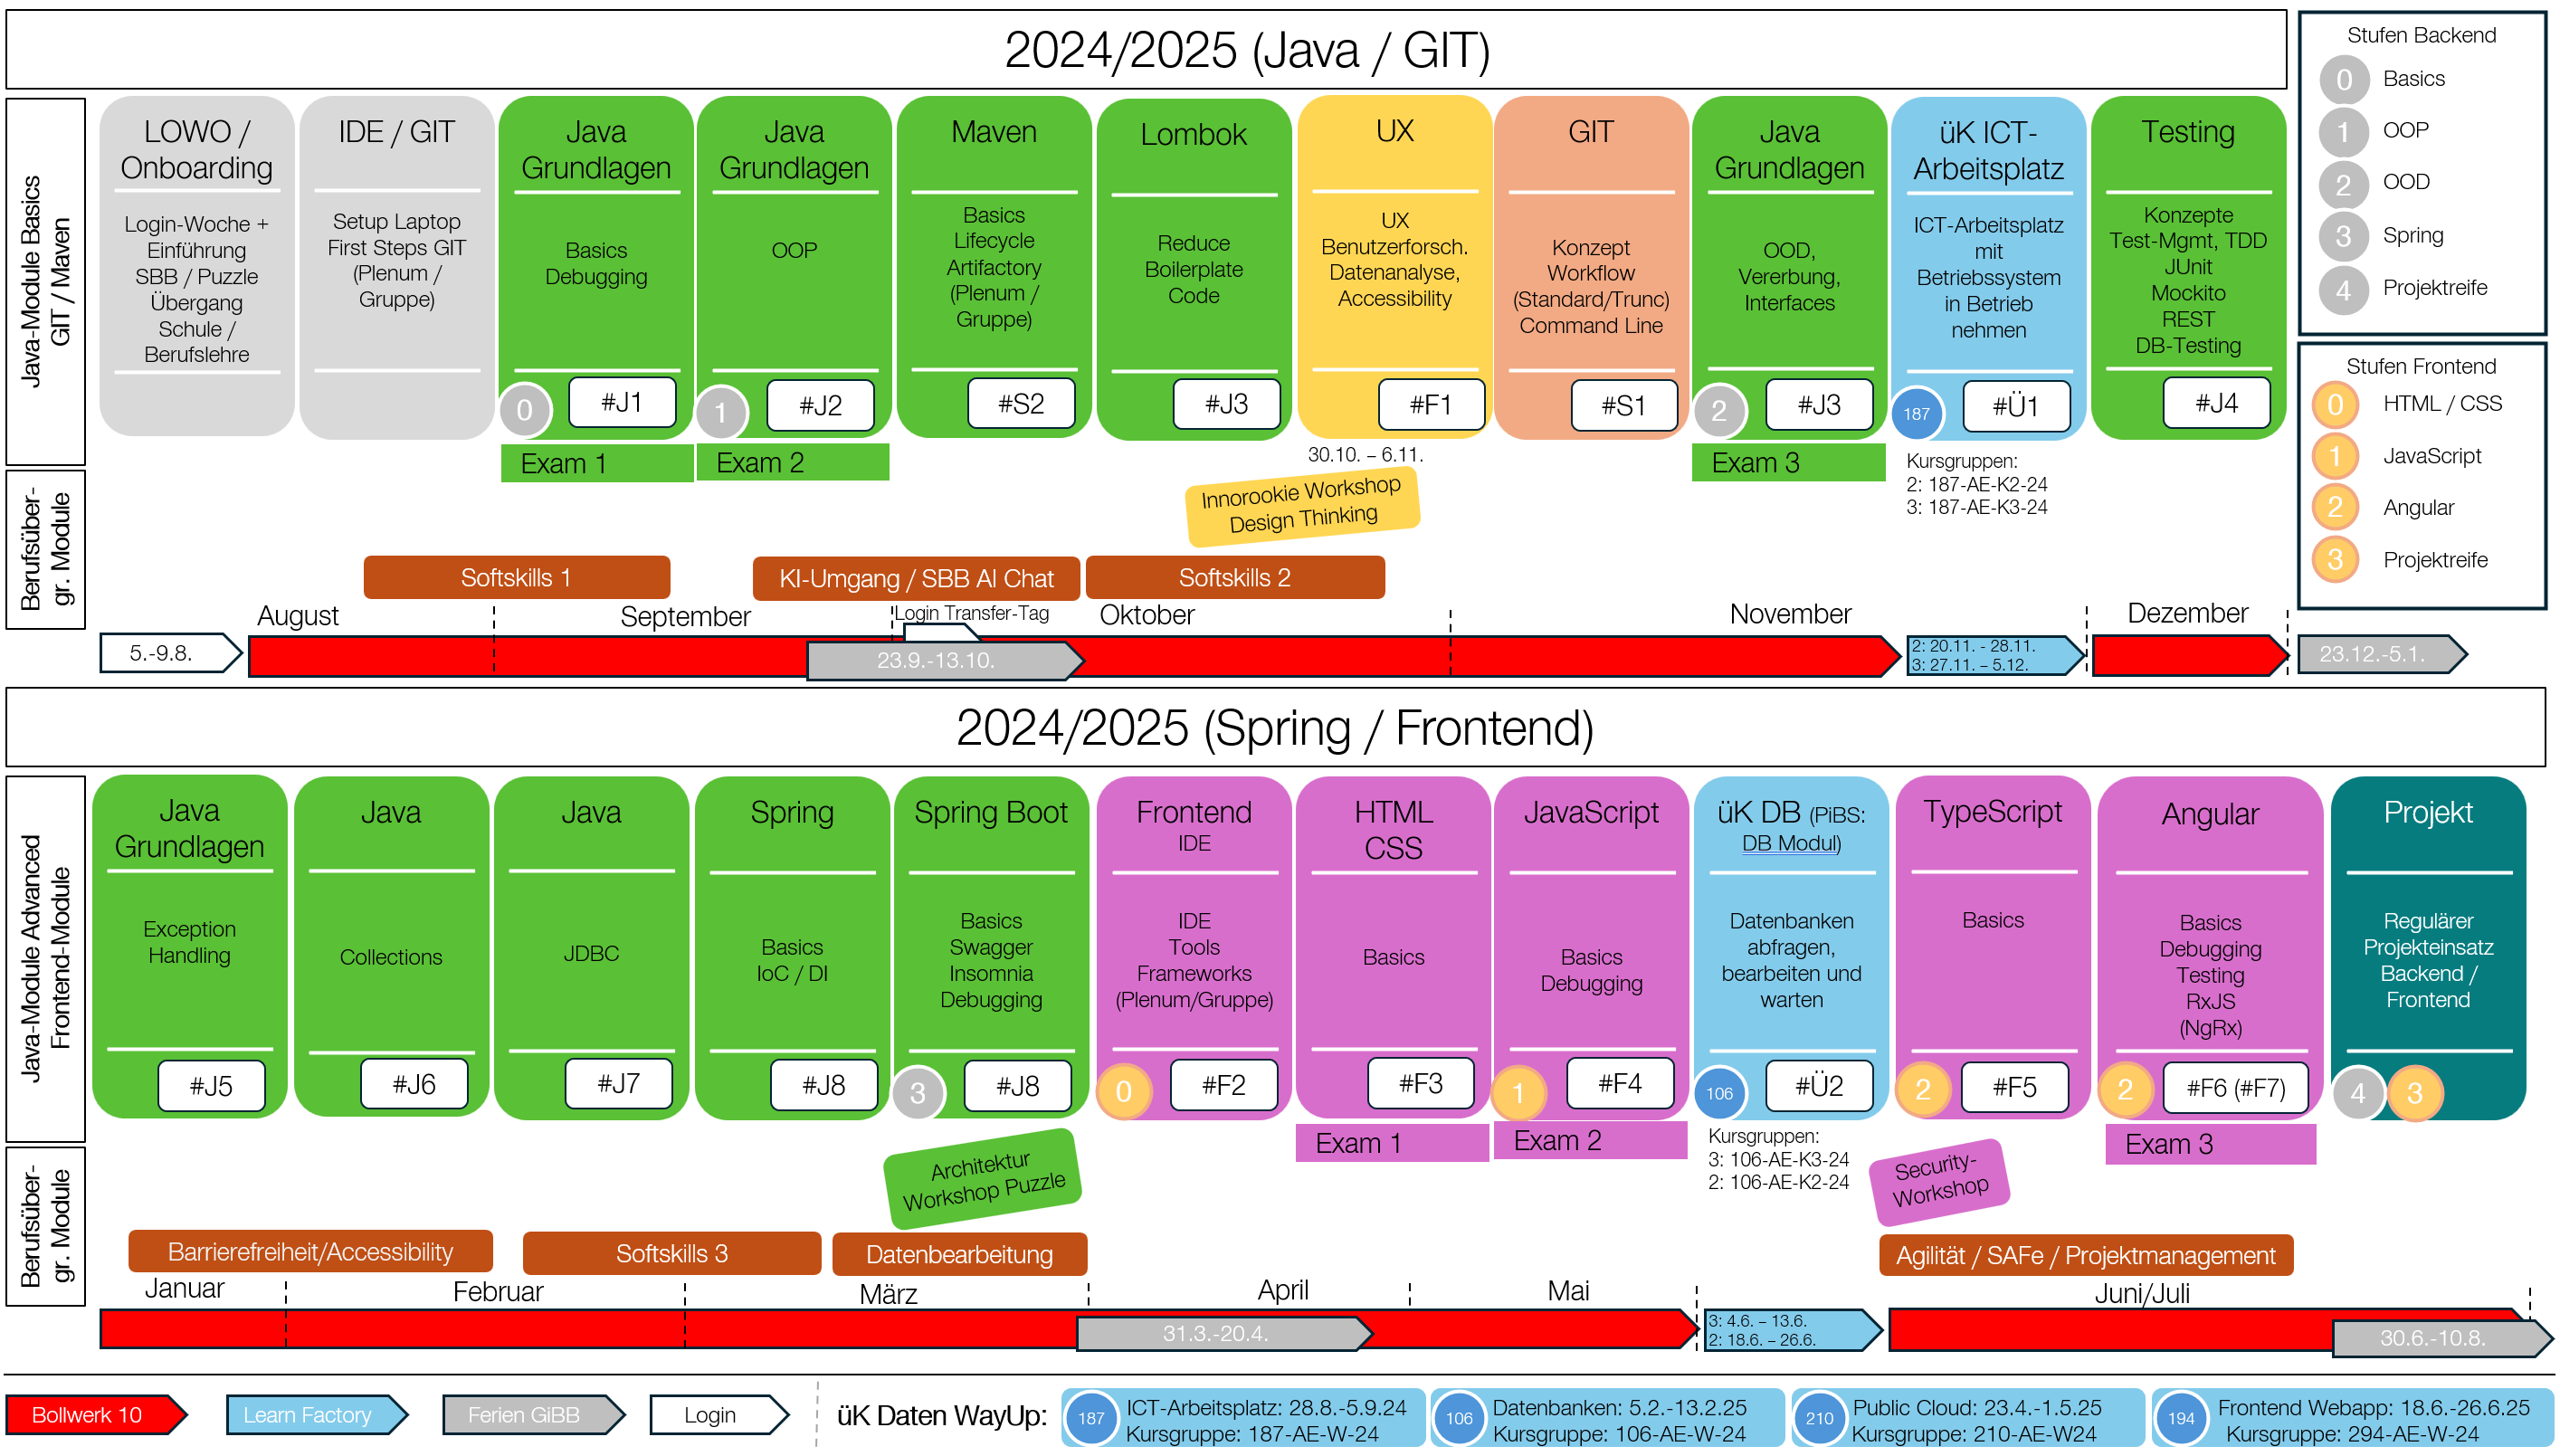 2024/2025 (Java / GIT)
Stufen Backend
0 Basics
1 OOP
2 OOD
3 Spring
4 Projektreife
Stufen Frontend
0 HTML / CSS
1 JavaScript
2 Angular
3 Projektreife
Java-Module Basics
GIT / Maven
LOWO /
Onboarding
Login-Woche +
Einführung
SBB / Puzzle
Übergang
Schule /
Berufslehre
IDE / GIT
Setup Laptop
First Steps GIT
(Plenum /
Gruppe)
Java
Grundlagen
Basics
Debugging
0 #J1
Exam 1
Java
Grundlagen
OOP
1 #J2
Exam 2
Maven
Basics
Lifecycle
Artifactory
(Plenum /
Gruppe)
#S2
Lombok
Reduce
Boilerplate
Code
#J3
UX
UX
Benutzerforsch.
Datenanalyse,
Accessibility
#F1
30.10. – 6.11.
GIT
Konzept
Workflow
(Standard/Trunc)
Command Line
#S1
Java
Grundlagen
OOD,
Vererbung,
Interfaces
2 #J3
Exam 3
üK ICT-
Arbeitsplatz
ICT-Arbeitsplatz
mit
Betriebssystem
in Betrieb
nehmen
187 #Ü1
Kursgruppen:
2: 187-AE-K2-24
3: 187-AE-K3-24
Testing
Konzepte
Test-Mgmt, TDD
JUnit
Mockito
REST
DB-Testing
#J4
Berufsüber-
gr. Module
Innorookie Workshop
Design Thinking
Softskills 1
KI-Umgang / SBB AI Chat
Softskills 2
August
September
Login Transfer-Tag
Oktober
November
Dezember
5.-9.8.
23.9.-13.10.
2: 20.11. - 28.11.
3: 27.11. – 5.12.
23.12.-5.1.
2024/2025 (Spring / Frontend)
Java-Module Advanced
Frontend-Module
Java
Grundlagen
Exception
Handling
#J5
Java
Collections
#J6
Java
JDBC
#J7
Spring
Basics
IoC / DI
#J8
Spring Boot
Basics
Swagger
Insomnia
Debugging
3 #J8
Frontend
IDE
IDE
Tools
Frameworks
(Plenum/Gruppe)
0 #F2
HTML
CSS
Basics
#F3
Exam 1
JavaScript
Basics
Debugging
1 #F4
Exam 2
üK DB (PiBS:
DB Modul)
Datenbanken
abfragen,
bearbeiten und
warten
106 #Ü2
Kursgruppen:
3: 106-AE-K3-24
2: 106-AE-K2-24
TypeScript
Basics
2 #F5
Angular
Basics
Debugging
Testing
RxJS
(NgRx)
2 #F6 (#F7)
Exam 3
Projekt
Regulärer
Projekteinsatz
Backend /
Frontend
4 3
Berufsüber-
gr. Module
Architektur
Workshop Puzzle
Security-
Workshop
Barrierefreiheit/Accessibility
Softskills 3
Datenbearbeitung
Agilität / SAFe / Projektmanagement
Januar
Februar
März
April
Mai
Juni/Juli
31.3.-20.4.
3: 4.6. – 13.6.
2: 18.6. – 26.6.
30.6.-10.8.
Bollwerk 10
Learn Factory
Ferien GiBB
Login
üK Daten WayUp:
187 ICT-Arbeitsplatz: 28.8.-5.9.24
Kursgruppe: 187-AE-W-24
106 Datenbanken: 5.2.-13.2.25
Kursgruppe: 106-AE-W-24
210 Public Cloud: 23.4.-1.5.25
Kursgruppe: 210-AE-W24
194 Frontend Webapp: 18.6.-26.6.25
Kursgruppe: 294-AE-W-24